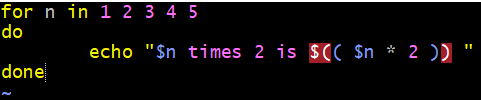 for n in 1 2 3 4 5
do
        echo "$n times 2 is $(( $n * 2 )) "
done
~